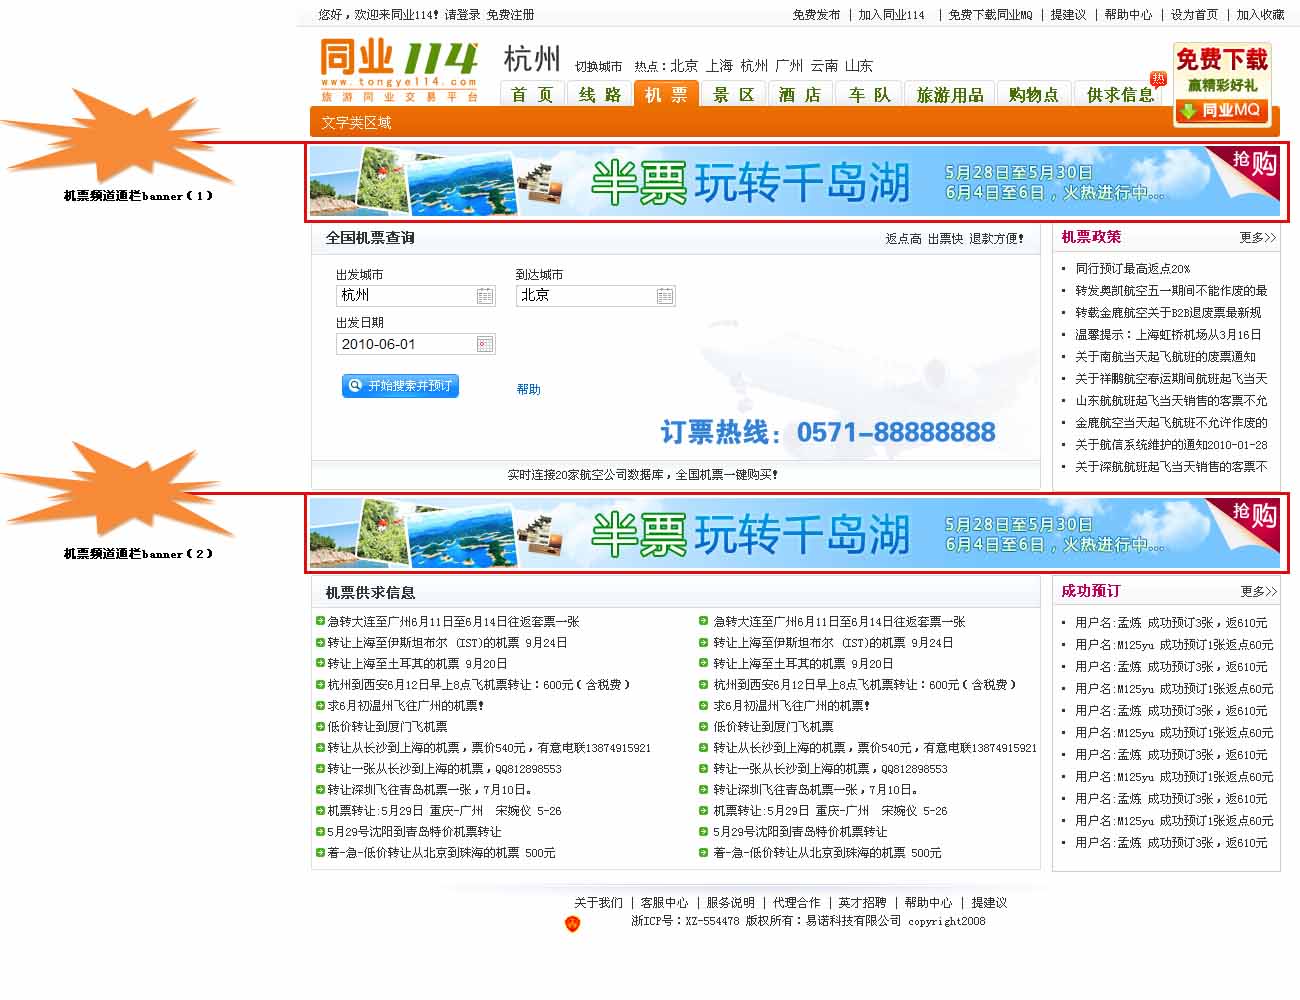 您好，欢迎来同业114! 请登录 免费注册
免费发布 | 加入同业114 | 免费下载同业MQ | 提建议 | 帮助中心 | 设为首页 | 加入收藏
同业114
www.tongye114.com
旅游同业交易平台
杭州 切换城市 热点：北京 上海 杭州 广州 云南 山东
免费下载
赢精彩好礼
同业MQ
热
首 页 线 路 机 票 景 区 酒 店 车 队 旅游用品 购物点 供求信息
文字类区域
机票频道通栏banner（1）
半票玩转千岛湖
5月28日至5月30日
6月4日至6日，火热进行中...
抢购
全国机票查询
返点高 出票快 退款方便!
出发城市 到达城市
杭州 北京
出发日期
2010-06-01
开始搜索并预订 帮助
订票热线：0571-88888888
实时连接20家航空公司数据库，全国机票一键购买!
机票政策 更多>>
同行预订最高返点20%
转发奥凯航空五一期间不能作废的最
转载金鹿航空关于B2B退废票最新规
温馨提示：上海虹桥机场从3月16日
关于南航当天起飞航班的废票通知
关于祥鹏航空春运期间航班起飞当天
山东航航班起飞当天销售的客票不允
金鹿航空当天起飞航班不允许作废的
关于航信系统维护的通知2010-01-28
关于深航航班起飞当天销售的客票不
机票频道通栏banner（2）
半票玩转千岛湖
5月28日至5月30日
6月4日至6日，火热进行中...
抢购
机票供求信息
急转大连至广州6月11日至6月14日往返套票一张
转让上海至伊斯坦布尔 (IST)的机票 9月24日
转让上海至土耳其的机票 9月20日
杭州到西安6月12日早上8点飞机票转让：600元（含税费）
求6月初温州飞往广州的机票!
低价转让到厦门飞机票
转让从长沙到上海的机票，票价540元，有意电联13874915921
转让一张从长沙到上海的机票，QQ812898553
转让深圳飞往青岛机票一张，7月10日。
机票转让:5月29日 重庆-广州 宋婉仪 5-26
5月29号沈阳到青岛特价机票转让
着-急-低价转让从北京到珠海的机票 500元
急转大连至广州6月11日至6月14日往返套票一张
转让上海至伊斯坦布尔 (IST)的机票 9月24日
转让上海至土耳其的机票 9月20日
杭州到西安6月12日早上8点飞机票转让：600元（含税费）
求6月初温州飞往广州的机票!
低价转让到厦门飞机票
转让从长沙到上海的机票，票价540元，有意电联13874915921
转让一张从长沙到上海的机票，QQ812898553
转让深圳飞往青岛机票一张，7月10日。
机票转让:5月29日 重庆-广州 宋婉仪 5-26
5月29号沈阳到青岛特价机票转让
着-急-低价转让从北京到珠海的机票 500元
成功预订 更多>>
用户名:孟炼 成功预订3张，返610元
用户名:M125yu 成功预订1张返点60元
用户名:孟炼 成功预订3张，返610元
用户名:M125yu 成功预订1张返点60元
用户名:孟炼 成功预订3张，返610元
用户名:M125yu 成功预订1张返点60元
用户名:孟炼 成功预订3张，返610元
用户名:M125yu 成功预订1张返点60元
用户名:孟炼 成功预订3张，返610元
用户名:M125yu 成功预订1张返点60元
用户名:孟炼 成功预订3张，返610元
关于我们 | 客服中心 | 服务说明 | 代理合作 | 英才招聘 | 帮助中心 | 提建议
浙ICP号：XZ-554478 版权所有：易诺科技有限公司 copyright2008